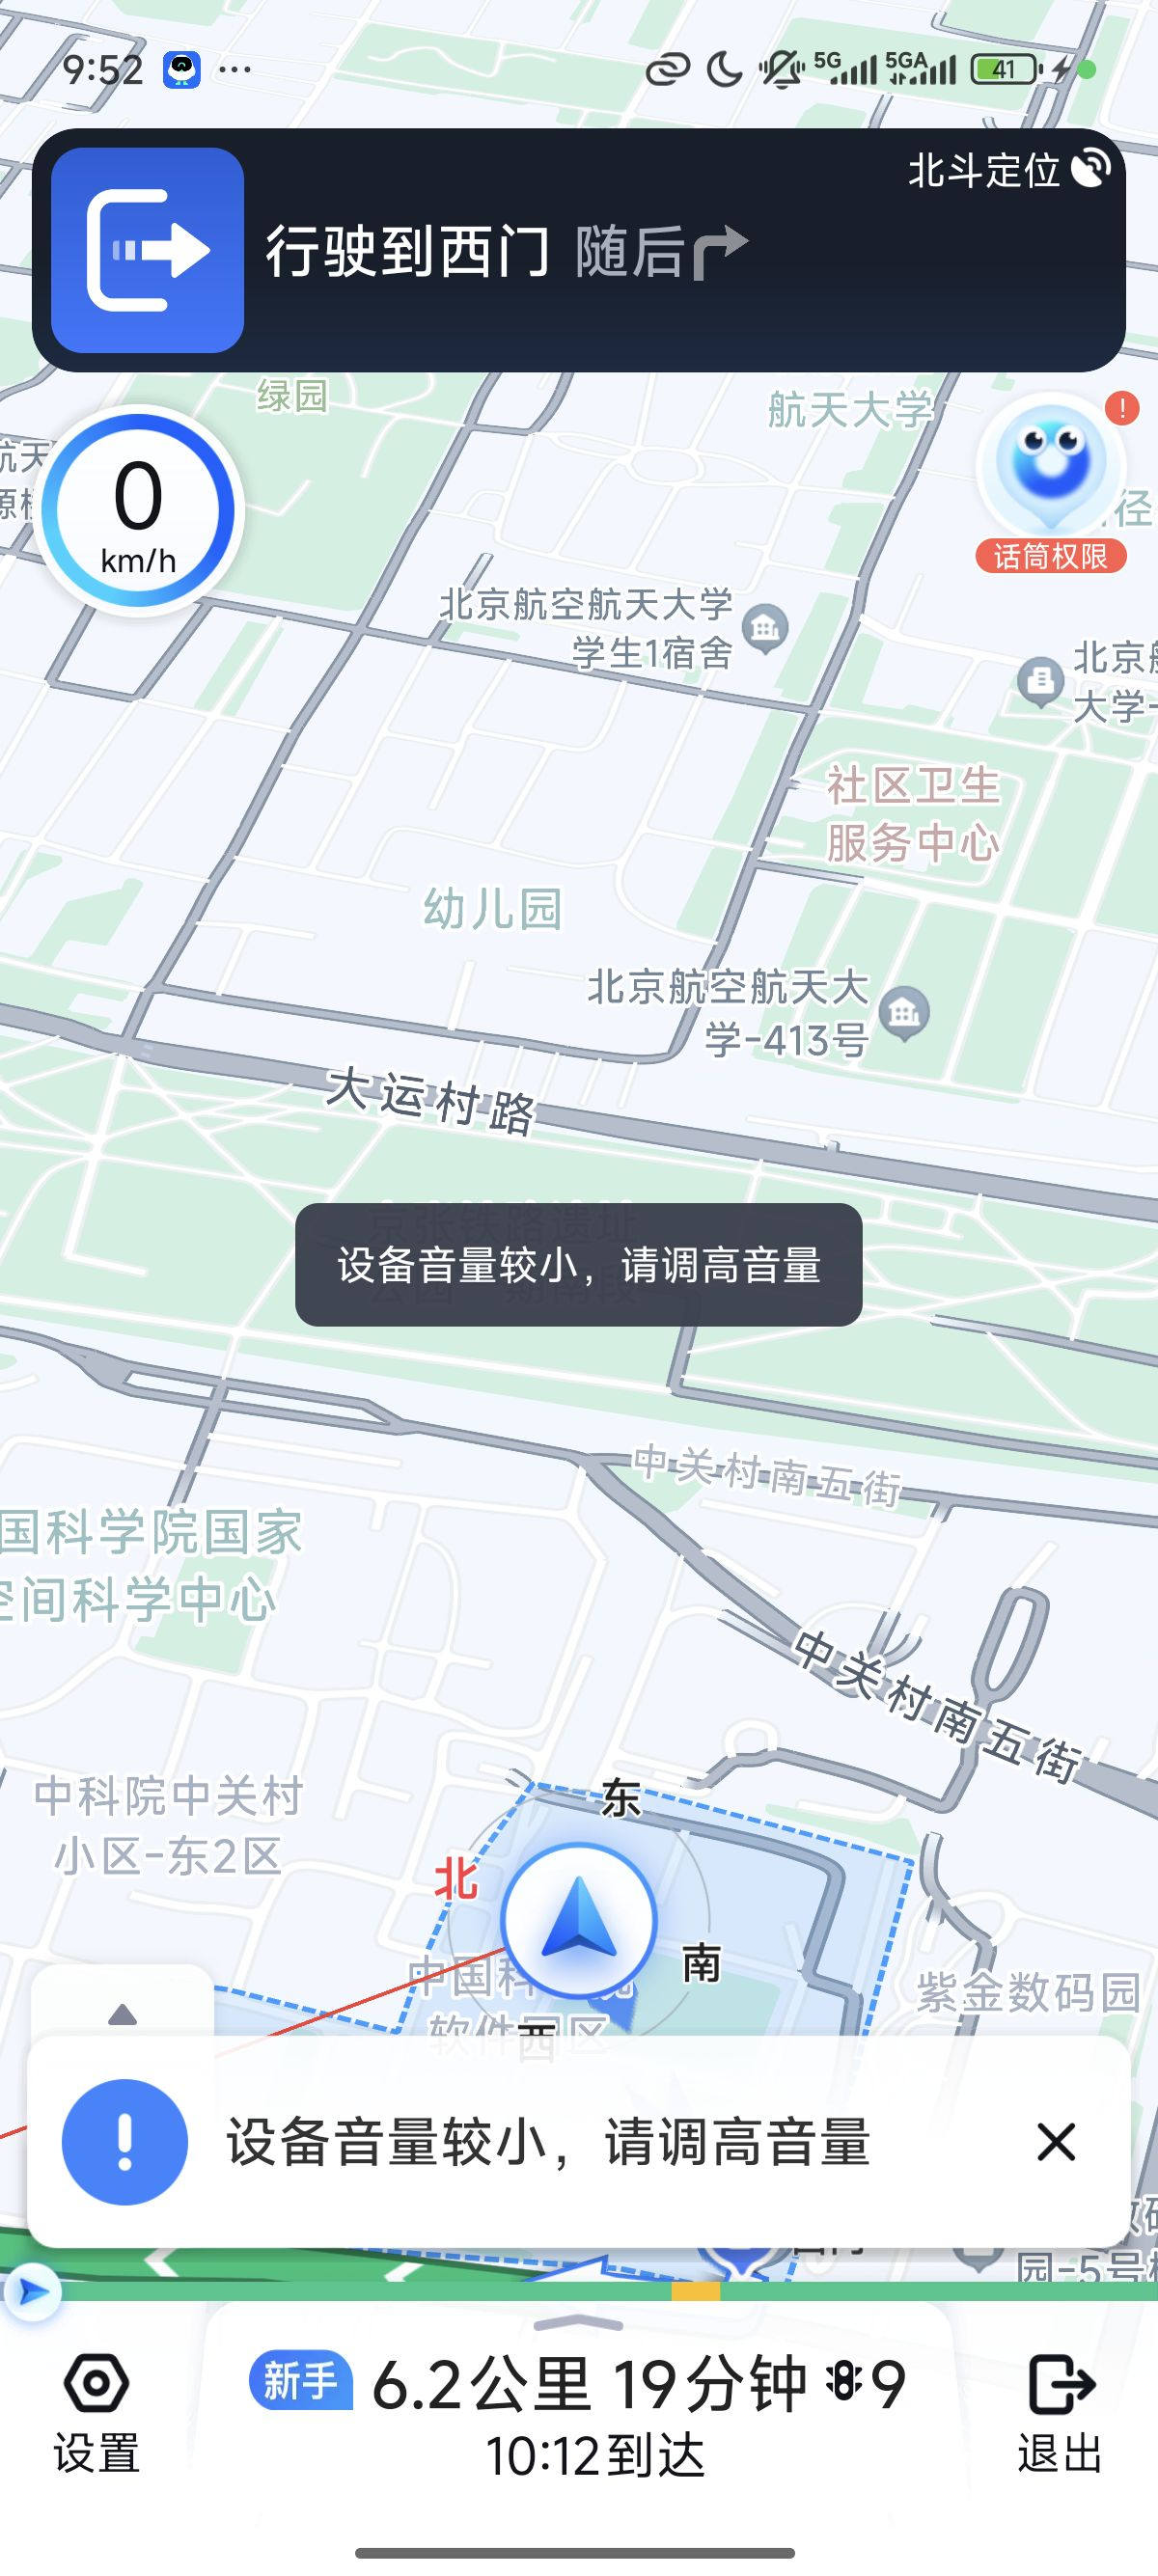 9:52
5G 5GA 41
北斗定位
行驶到西门 随后
绿园
航天大学
0
km/h
话筒权限
北京航空航天大学
学生1宿舍
社区卫生
服务中心
幼儿园
北京航空航天大
学-413号
大运村路
设备音量较小，请调高音量
中关村南五街
国科学院国家
空间科学中心
中关村南五街
中科院中关村
小区-东2区
东
北
南
紫金数码园
西
设备音量较小，请调高音量
园-5号楼
新手 6.2公里 19分钟 9
10:12到达
设置
退出